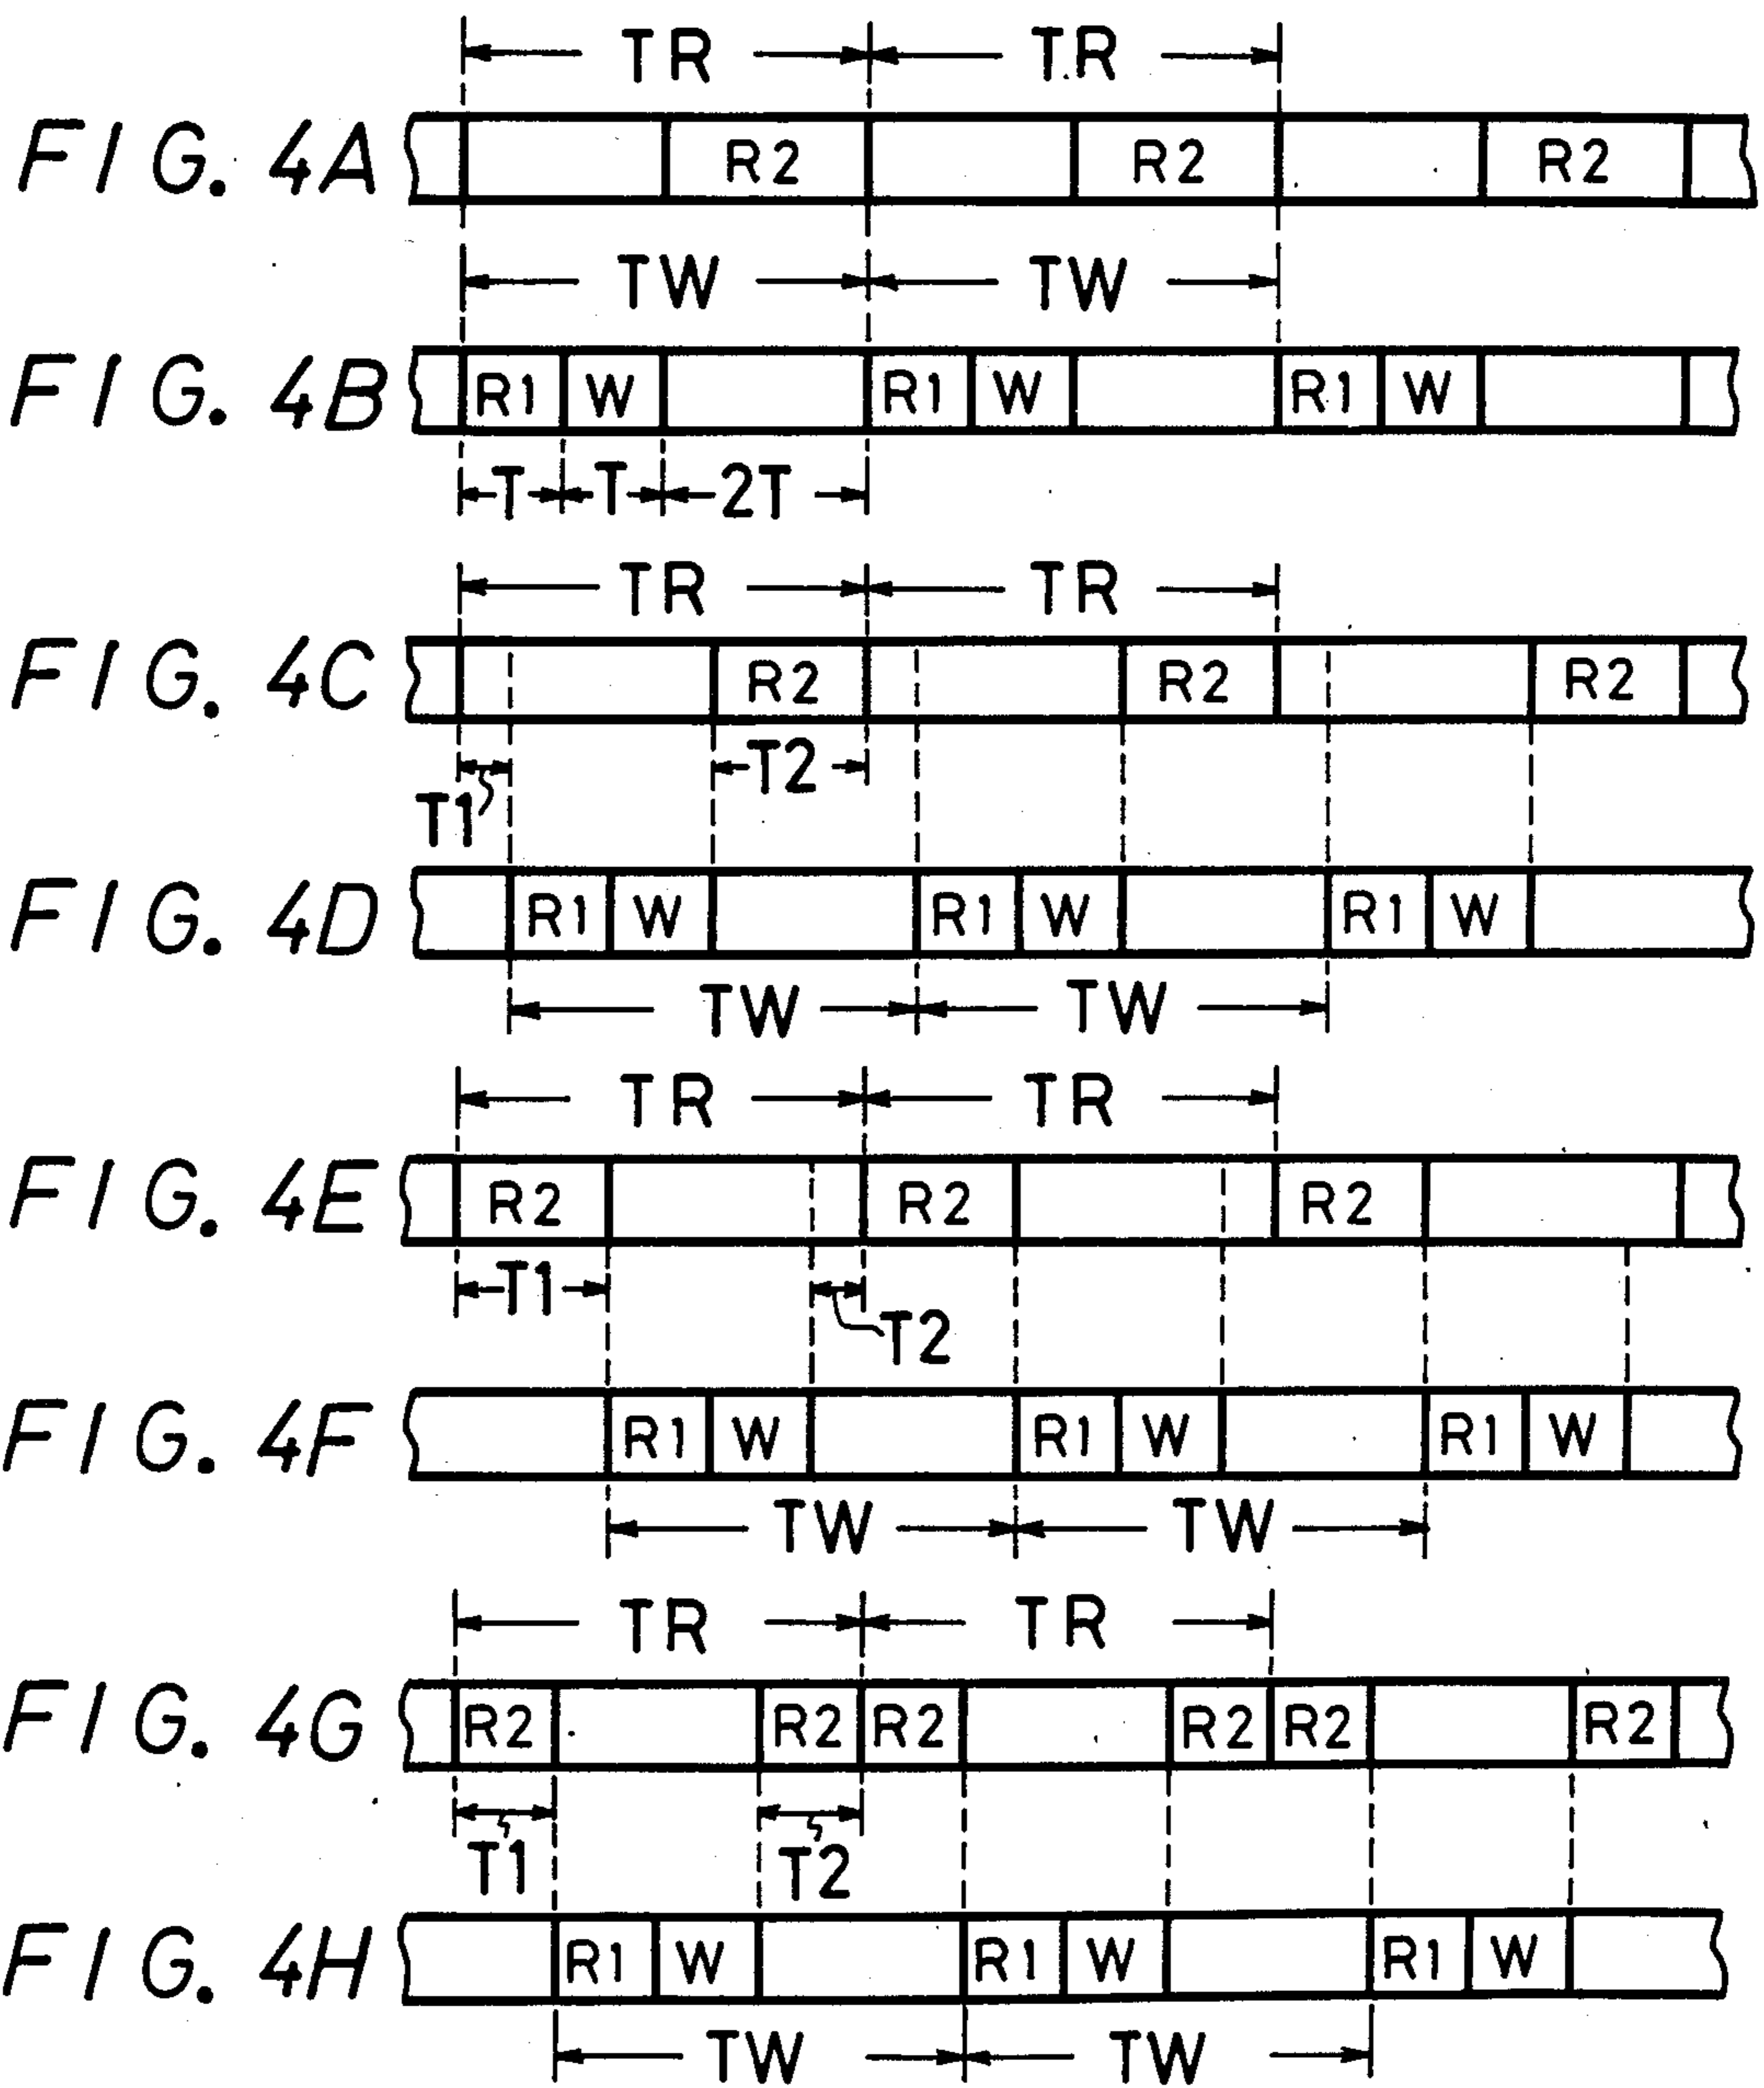 TR TR
FIG. 4A R2 R2 R2
TW TW
FIG. 4B R1 W R1 W R1 W
T T 2T
TR TR
FIG. 4C R2 R2 R2
T1 T2
FIG. 4D R1 W R1 W R1 W
TW TW
TR TR
FIG. 4E R2 R2 R2
T1 T2
FIG. 4F R1 W R1 W R1 W
TW TW
TR TR
FIG. 4G R2 R2 R2 R2 R2 R2
T1 T2
FIG. 4H R1 W R1 W R1 W
TW TW